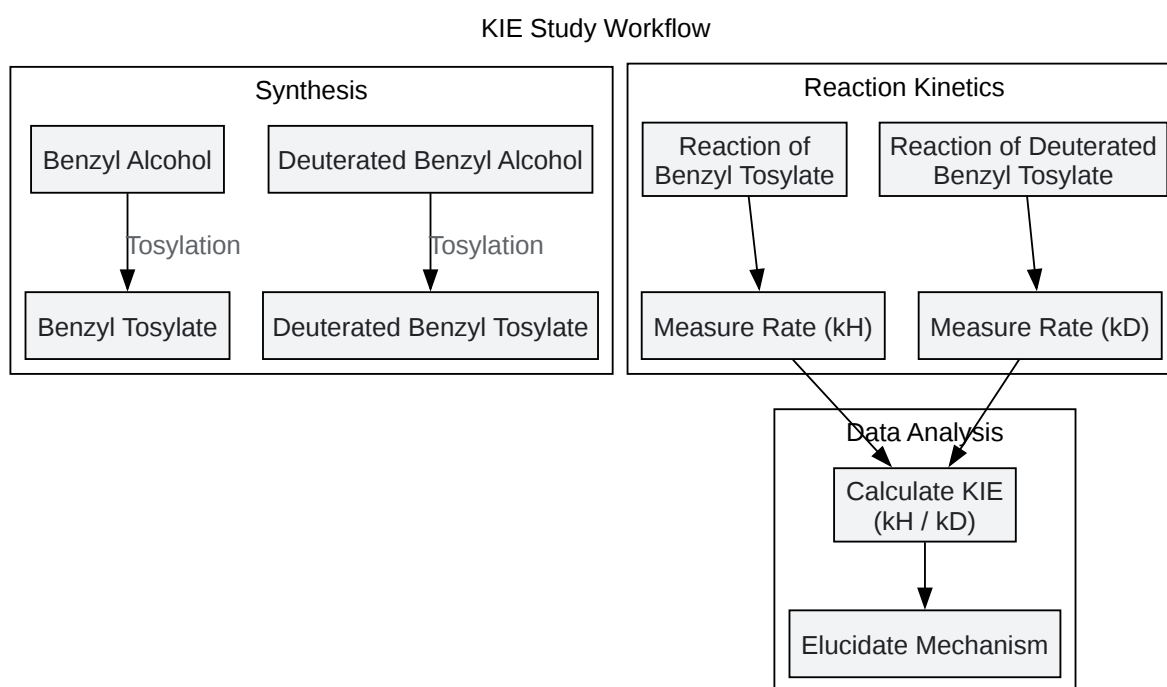 KIE Study Workflow
Synthesis
Benzyl Alcohol
Deuterated Benzyl Alcohol
Tosylation
Tosylation
Benzyl Tosylate
Deuterated Benzyl Tosylate
Reaction Kinetics
Reaction of
Benzyl Tosylate
Reaction of Deuterated
Benzyl Tosylate
Measure Rate (kH)
Measure Rate (kD)
Data Analysis
Calculate KIE
(kH / kD)
Elucidate Mechanism